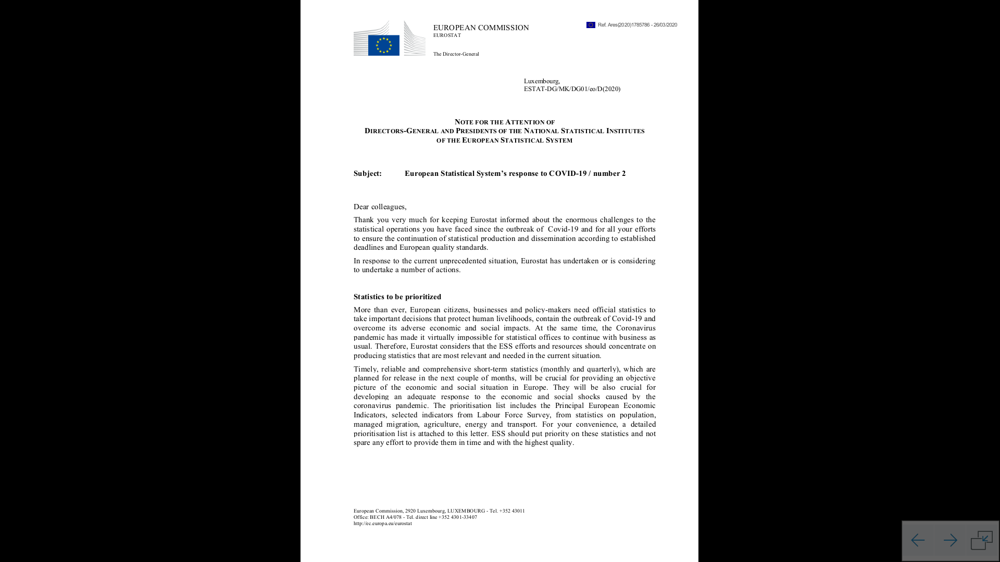 EUROPEAN COMMISSION
EUROSTAT
The Director-General
Ref. Ares(2020)1785786 - 26/03/2020
Luxembourg,
ESTAT-DG/MK/DG01/eo/D(2020)
NOTE FOR THE ATTENTION OF
DIRECTORS-GENERAL AND PRESIDENTS OF THE NATIONAL STATISTICAL INSTITUTES
OF THE EUROPEAN STATISTICAL SYSTEM
Subject: European Statistical System's response to COVID-19 / number 2
Dear colleagues,
Thank you very much for keeping Eurostat informed about the enormous challenges to the
statistical operations you have faced since the outbreak of Covid-19 and for all your efforts
to ensure the continuation of statistical production and dissemination according to established
deadlines and European quality standards.
In response to the current unprecedented situation, Eurostat has undertaken or is considering
to undertake a number of actions.
Statistics to be prioritized
More than ever, European citizens, businesses and policy-makers need official statistics to
take important decisions that protect human livelihoods, contain the outbreak of Covid-19 and
overcome its adverse economic and social impacts. At the same time, the Coronavirus
pandemic has made it virtually impossible for statistical offices to continue with business as
usual. Therefore, Eurostat considers that the ESS efforts and resources should concentrate on
producing statistics that are most relevant and needed in the current situation.
Timely, reliable and comprehensive short-term statistics (monthly and quarterly), which are
planned for release in the next couple of months, will be crucial for providing an objective
picture of the economic and social situation in Europe. They will be also crucial for
developing an adequate response to the economic and social shocks caused by the
coronavirus pandemic. The prioritisation list includes the Principal European Economic
Indicators, selected indicators from Labour Force Survey, from statistics on population,
managed migration, agriculture, energy and transport. For your convenience, a detailed
prioritisation list is attached to this letter. ESS should put priority on these statistics and not
spare any effort to provide them in time and with the highest quality.
European Commission, 2920 Luxembourg, LUXEMBOURG - Tel. +352 43011
Office: BECH A4/078 - Tel. direct line +352 4301-33407
http://ec.europa.eu/eurostat